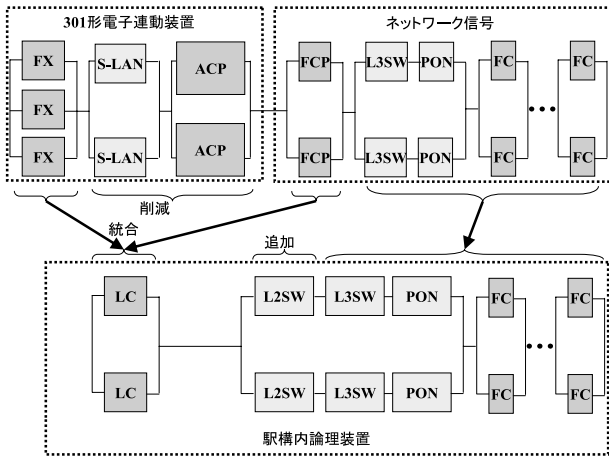 301形電子連動装置
ネットワーク信号
FX
FX
FX
S-LAN
S-LAN
ACP
ACP
FCP
FCP
L3SW
PON
L3SW
PON
FC
•••
FC
FC
FC
削減
統合
追加
LC
LC
L2SW
L3SW
PON
L2SW
L3SW
PON
FC
•••
FC
FC
FC
駅構内論理装置